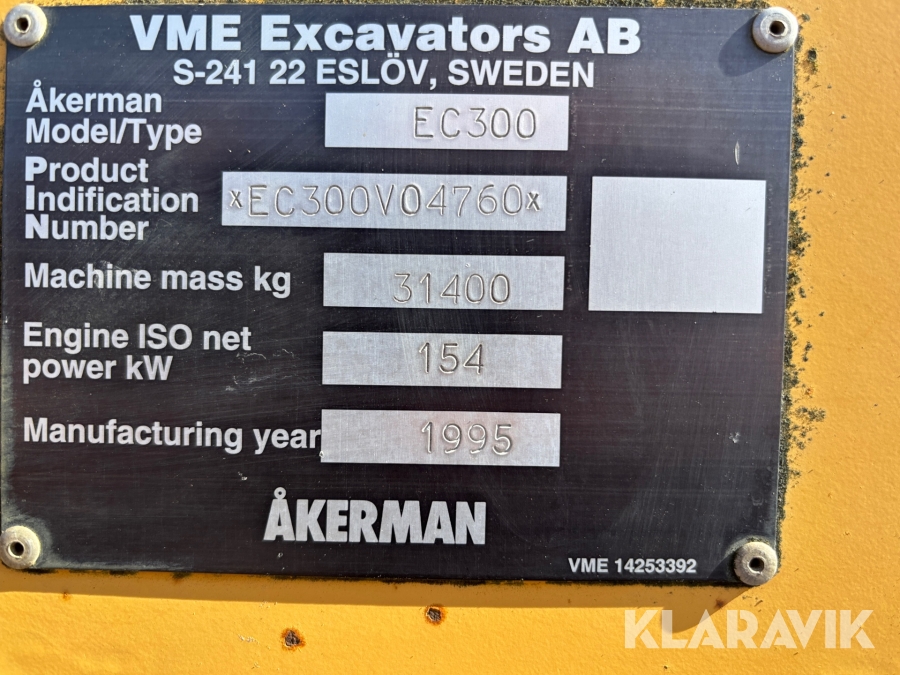 VME Excavators AB
S-241 22 ESLÖV, SWEDEN
Åkerman
Model/Type
EC300
Product
Indification
Number
*EC300V04760*
Machine mass kg
31400
Engine ISO net
power kW
154
Manufacturing year
1995
ÅKERMAN
VME 14253392
KLARAVIK